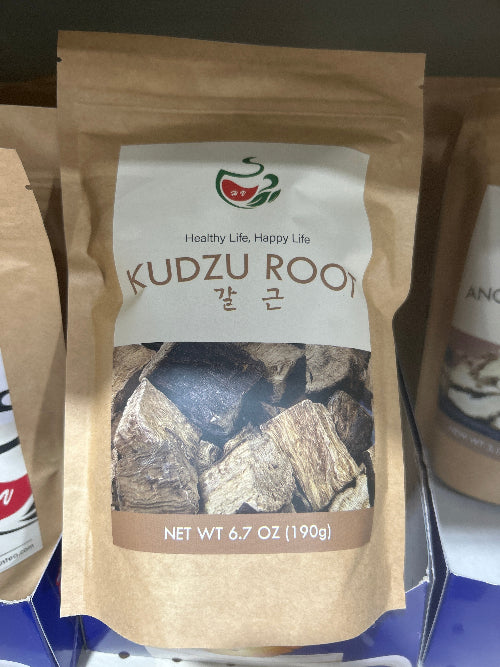 Healthy Life, Happy Life
KUDZU ROOT
갈 근
NET WT 6.7 OZ (190g)